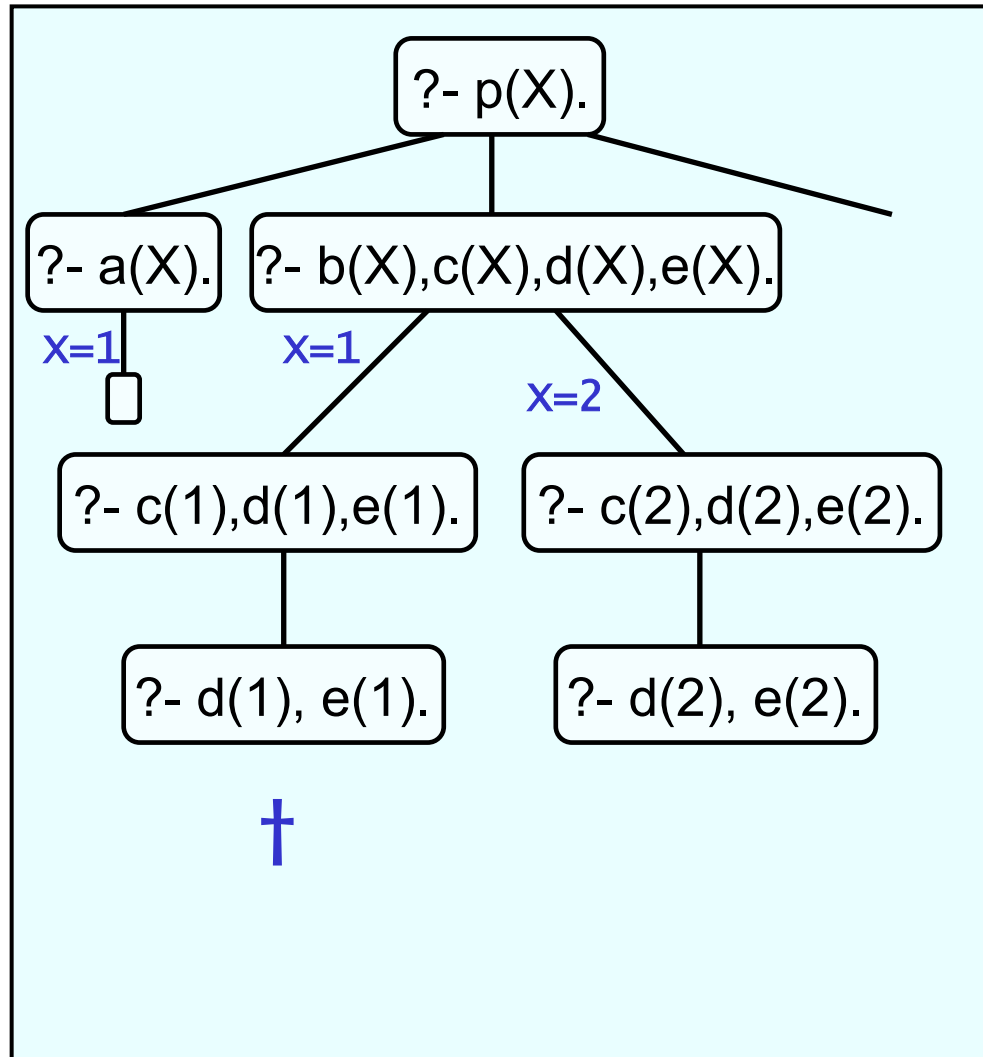 ?- p(X).
?- a(X).
?- b(X),c(X),d(X),e(X).
X=1
X=1
X=2
?- c(1),d(1),e(1).
?- c(2),d(2),e(2).
?- d(1), e(1).
?- d(2), e(2).
†